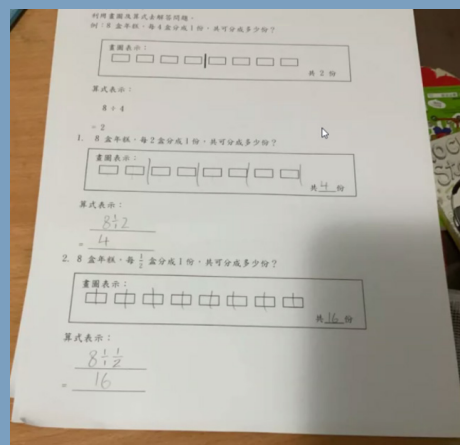 利用畫圖及算式去解答問題。
例：8 盒年糕，每 4 盒分成 1 份，共可分成多少份？
畫圖表示：
共 2 份
算式表示：
8 ÷ 4
= 2
1. 8 盒年糕，每 2 盒分成 1 份，共可分成多少份？
畫圖表示：
共 4 份
算式表示：
8 ÷ 2
= 4
2. 8 盒年糕，每 1/2 盒分成 1 份，共可分成多少份？
畫圖表示：
共 16 份
算式表示：
8 ÷ 1/2
= 16